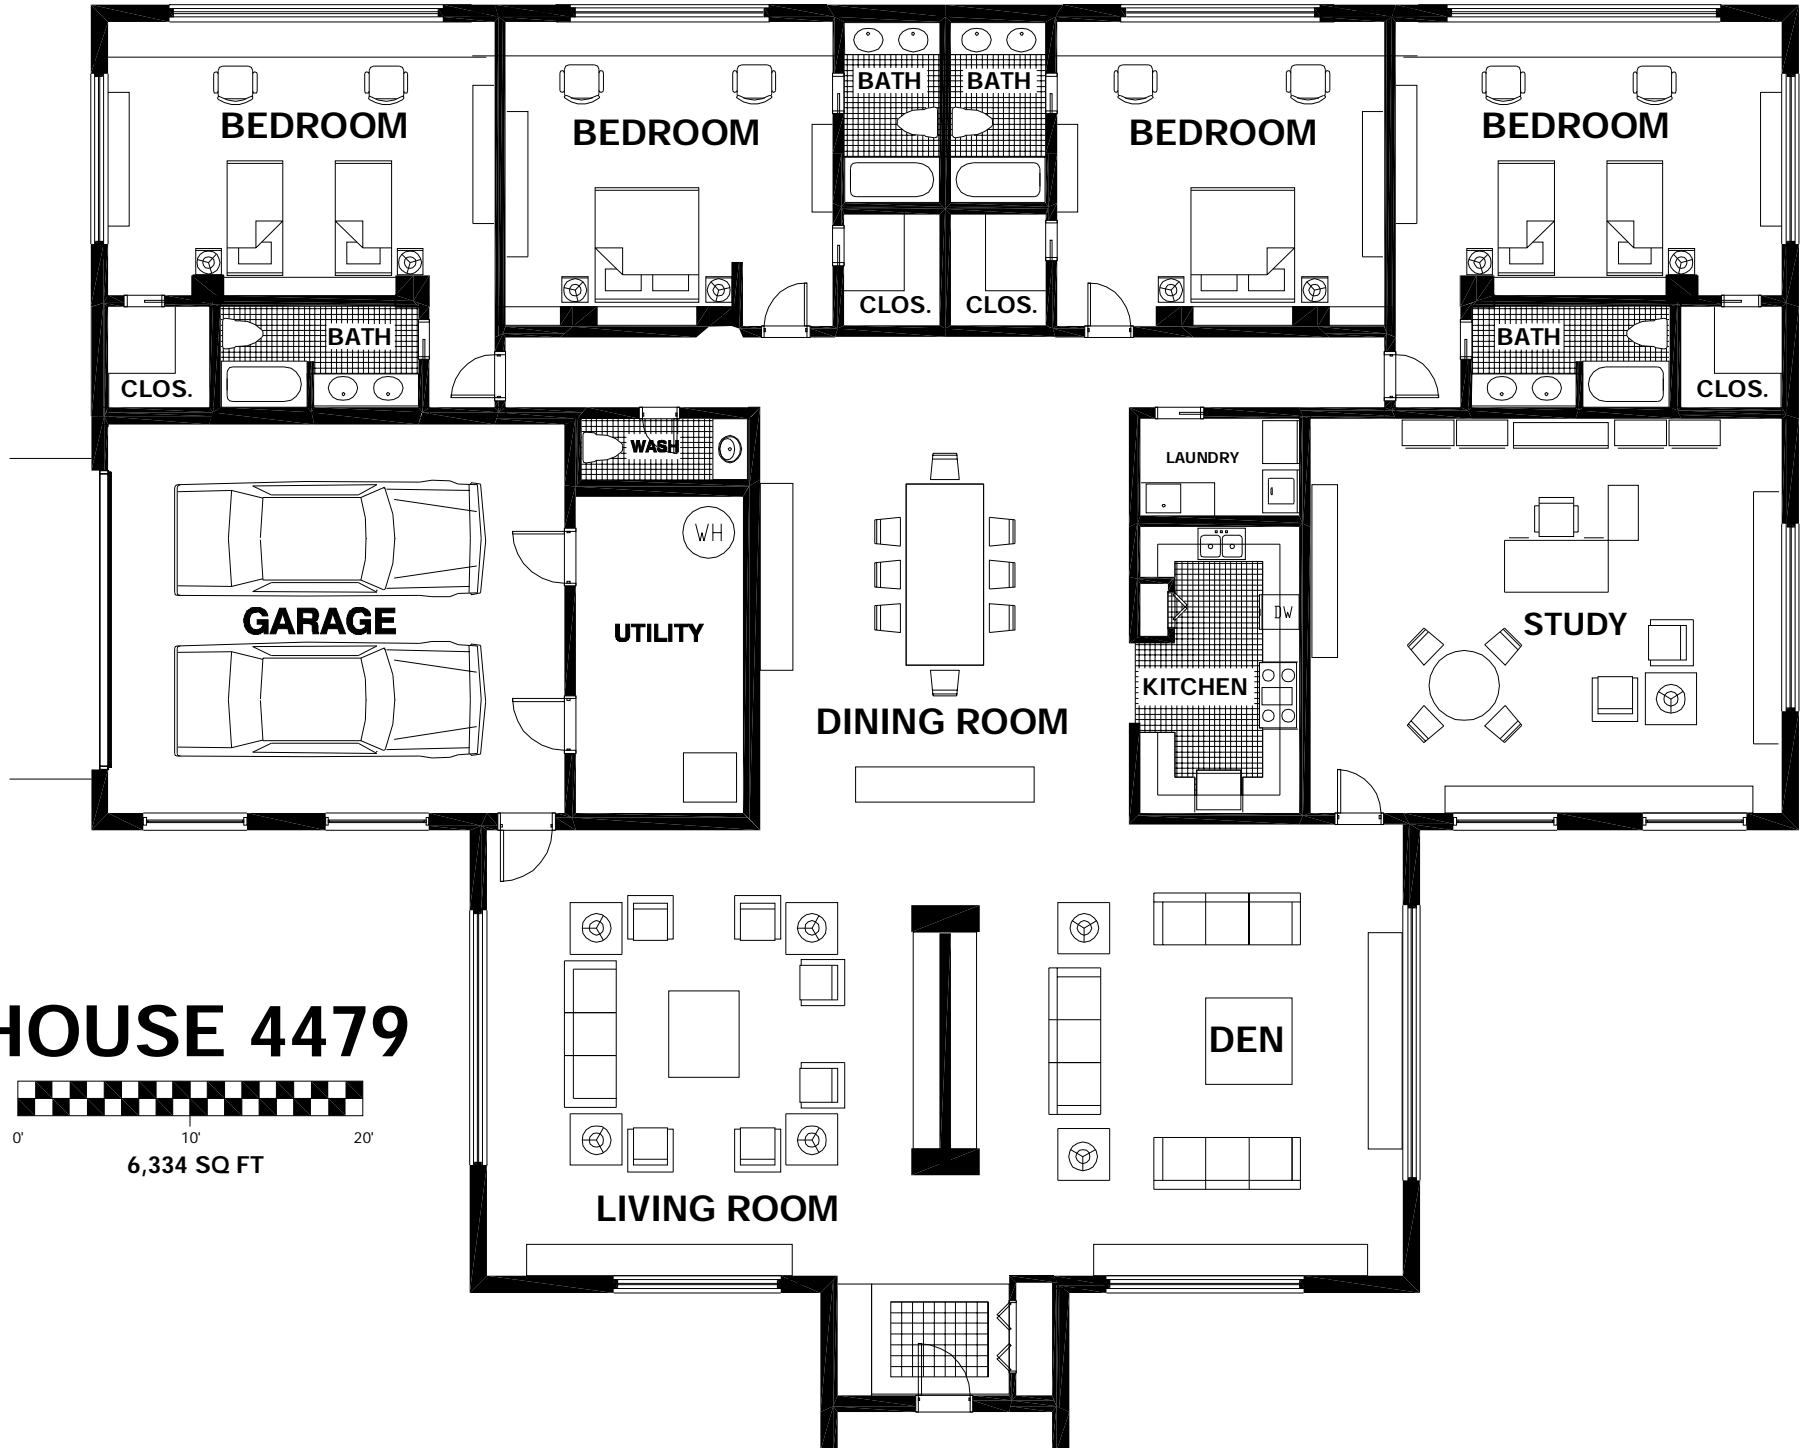 BATH
BATH
BEDROOM
BEDROOM
BEDROOM
BEDROOM
CLOS.
CLOS.
BATH
BATH
CLOS.
CLOS.
WASH
LAUNDRY
WH
GARAGE
UTILITY
DW
STUDY
KITCHEN
DINING ROOM
HOUSE 4479
DEN
0' 10' 20'
6,334 SQ FT
LIVING ROOM